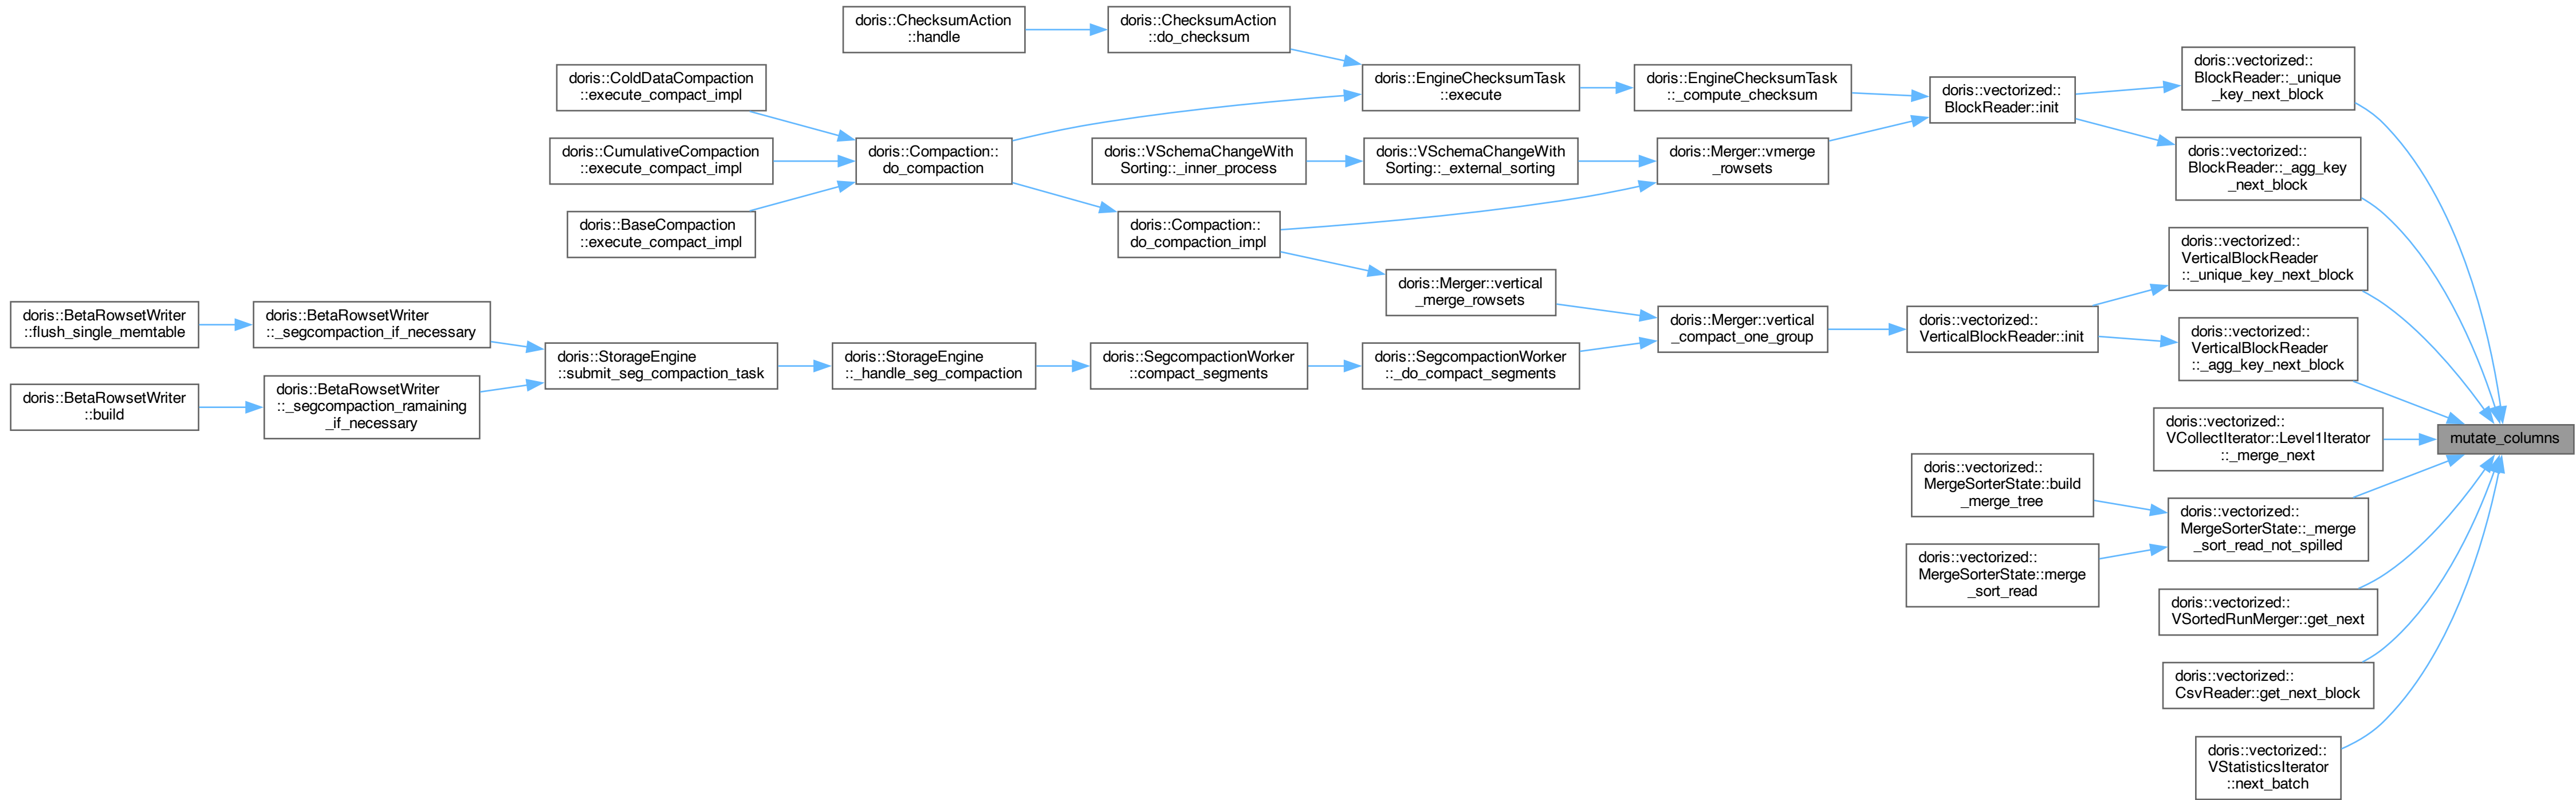 doris::ChecksumAction
::handle
doris::ChecksumAction
::do_checksum
doris::ColdDataCompaction
::execute_compact_impl
doris::EngineChecksumTask
::execute
doris::EngineChecksumTask
::_compute_checksum
doris::vectorized::
BlockReader::init
doris::vectorized::
BlockReader::_unique
_key_next_block
doris::CumulativeCompaction
::execute_compact_impl
doris::Compaction::
do_compaction
doris::VSchemaChangeWith
Sorting::_inner_process
doris::VSchemaChangeWith
Sorting::_external_sorting
doris::Merger::vmerge
_rowsets
doris::vectorized::
BlockReader::_agg_key
_next_block
doris::BaseCompaction
::execute_compact_impl
doris::Compaction::
do_compaction_impl
doris::vectorized::
VerticalBlockReader
::_unique_key_next_block
doris::Merger::vertical
_merge_rowsets
doris::BetaRowsetWriter
::flush_single_memtable
doris::BetaRowsetWriter
::_segcompaction_if_necessary
doris::Merger::vertical
_compact_one_group
doris::vectorized::
VerticalBlockReader::init
doris::vectorized::
VerticalBlockReader
::_agg_key_next_block
doris::StorageEngine
::submit_seg_compaction_task
doris::StorageEngine
::_handle_seg_compaction
doris::SegcompactionWorker
::compact_segments
doris::SegcompactionWorker
::_do_compact_segments
doris::BetaRowsetWriter
::build
doris::BetaRowsetWriter
::_segcompaction_ramaining
_if_necessary
doris::vectorized::
VCollectIterator::Level1Iterator
::_merge_next
mutate_columns
doris::vectorized::
MergeSorterState::build
_merge_tree
doris::vectorized::
MergeSorterState::_merge
_sort_read_not_spilled
doris::vectorized::
MergeSorterState::merge
_sort_read
doris::vectorized::
VSortedRunMerger::get_next
doris::vectorized::
CsvReader::get_next_block
doris::vectorized::
VStatisticsIterator
::next_batch